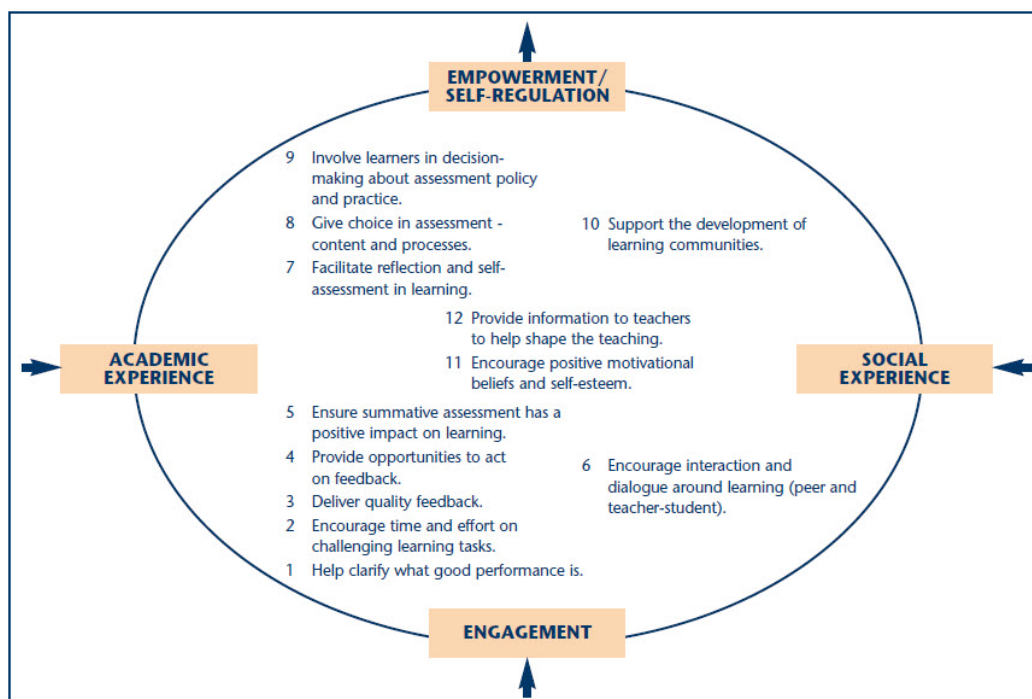 EMPOWERMENT/
SELF-REGULATION
9 Involve learners in decision-
making about assessment policy
and practice.
8 Give choice in assessment -
content and processes.
7 Facilitate reflection and self-
assessment in learning.
10 Support the development of
learning communities.
12 Provide information to teachers
to help shape the teaching.
11 Encourage positive motivational
beliefs and self-esteem.
ACADEMIC
EXPERIENCE
SOCIAL
EXPERIENCE
5 Ensure summative assessment has a
positive impact on learning.
4 Provide opportunities to act
on feedback.
3 Deliver quality feedback.
2 Encourage time and effort on
challenging learning tasks.
1 Help clarify what good performance is.
6 Encourage interaction and
dialogue around learning (peer and
teacher-student).
ENGAGEMENT